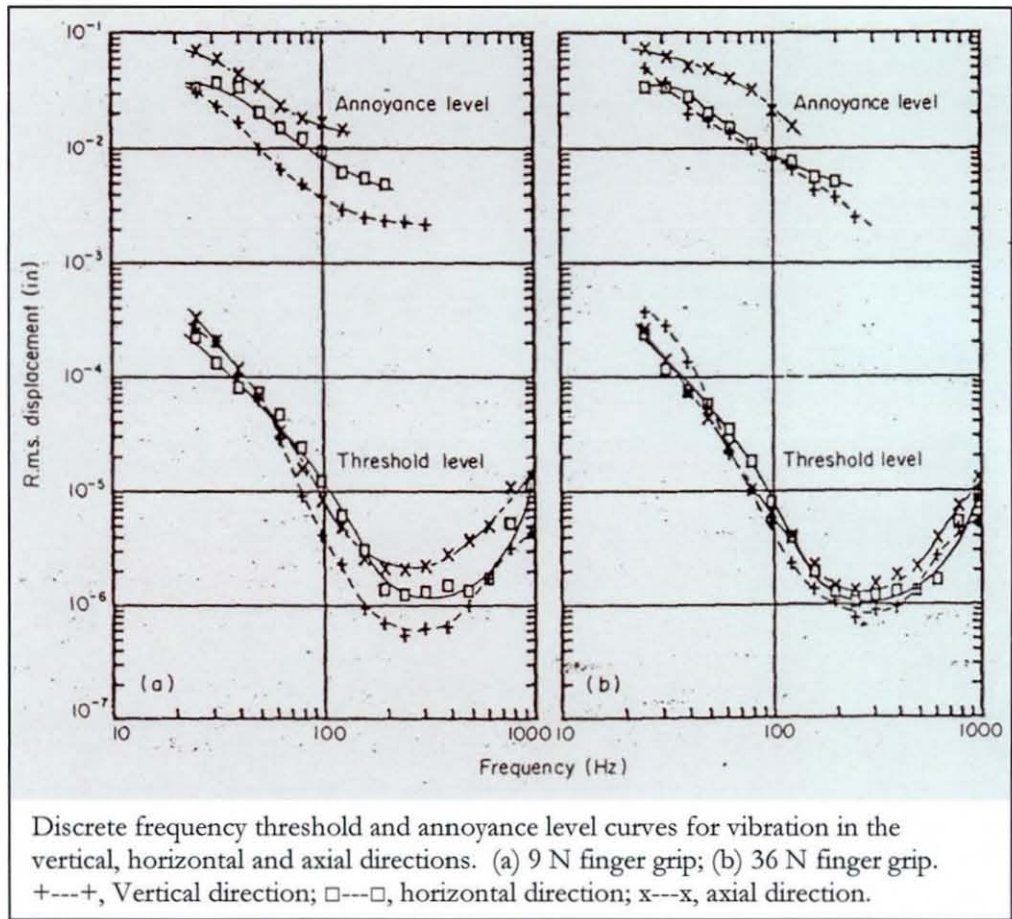 10⁻¹
10⁻²
10⁻³
10⁻⁴
10⁻⁵
10⁻⁶
10⁻⁷
R.m.s. displacement (in)
Annoyance level
Threshold level
(a)
10
100
1000
Annoyance level
Threshold level
(b)
10
100
1000
Frequency (Hz)
Discrete frequency threshold and annoyance level curves for vibration in the
vertical, horizontal and axial directions. (a) 9 N finger grip; (b) 36 N finger grip.
+---+, Vertical direction; □---□, horizontal direction; x---x, axial direction.